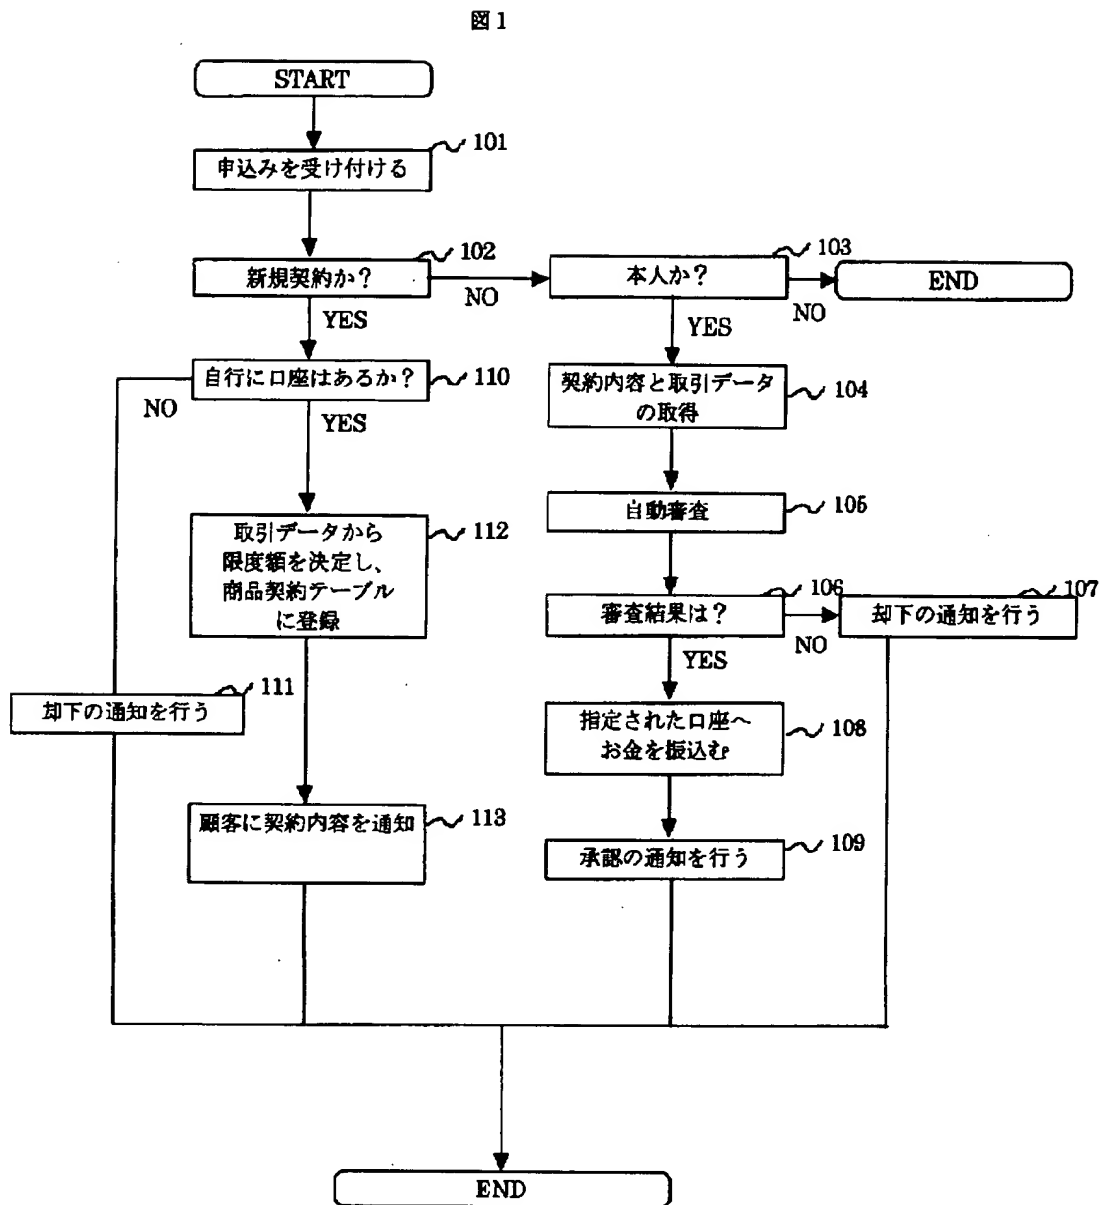 図1
START
101
申込みを受け付ける
102
新規契約か？
NO
YES
103
本人か？
NO
END
YES
自行に口座はあるか？
110
NO
YES
契約内容と取引データ
の取得
104
自動審査
105
取引データから
限度額を決定し、
商品契約テーブル
に登録
112
106
審査結果は？
NO
YES
107
却下の通知を行う
111
却下の通知を行う
指定された口座へ
お金を振込む
108
顧客に契約内容を通知
113
承認の通知を行う
109
END